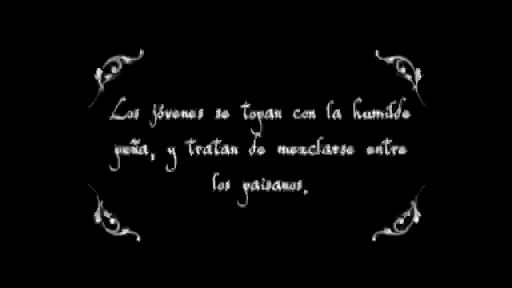 Los jóvenes se topan con la humilde
peña, y tratan de mezclarse entre
los paisanos.